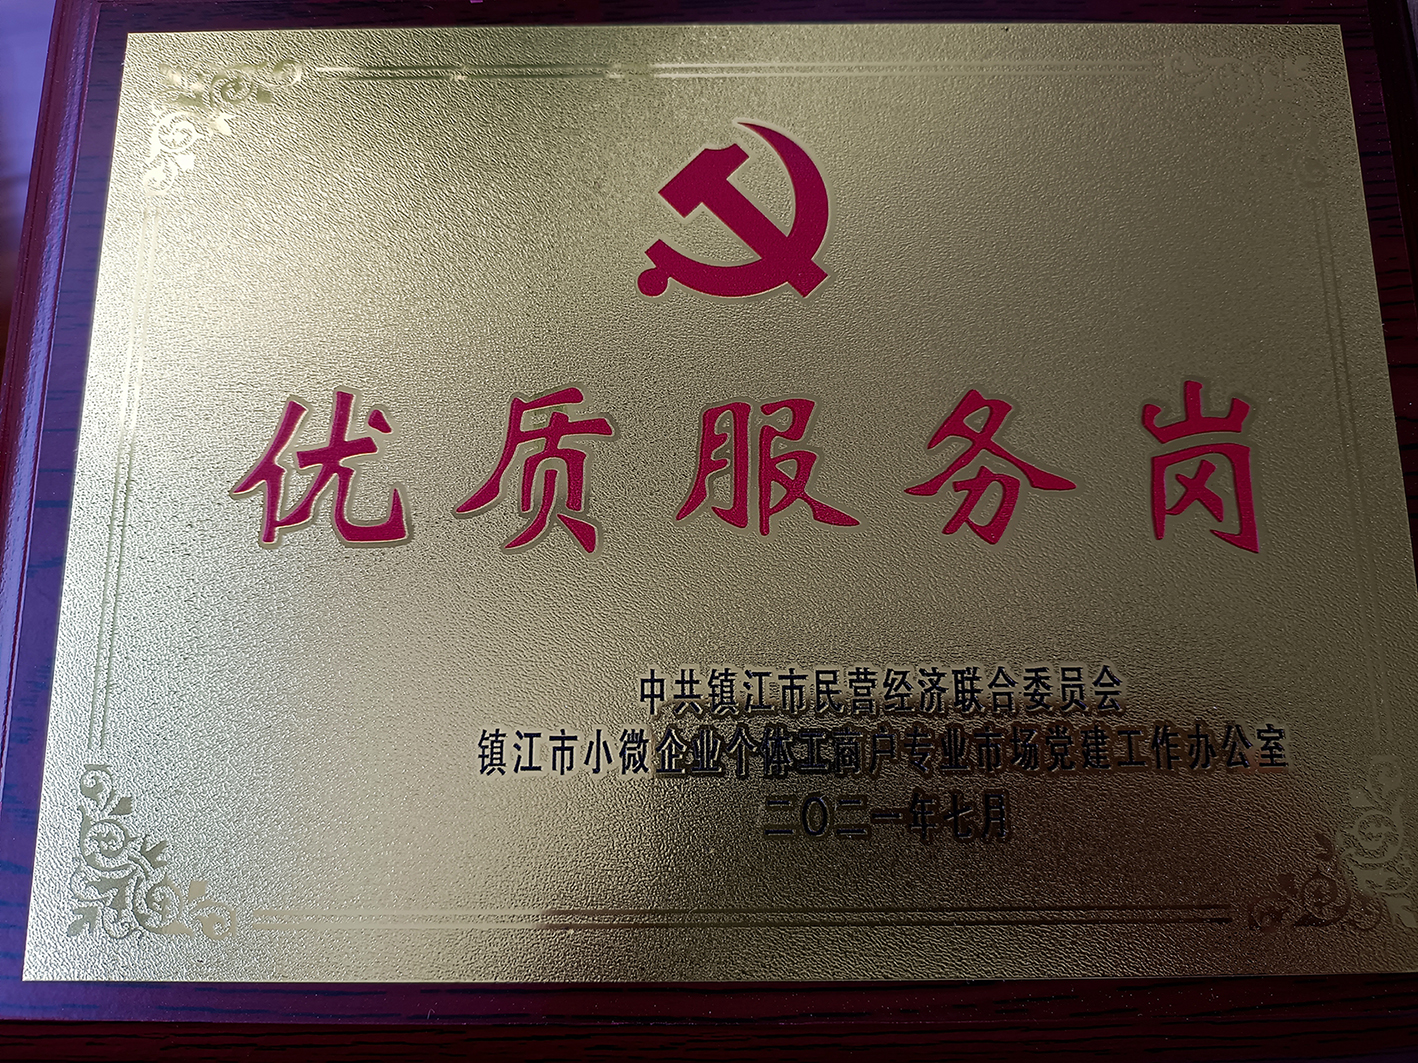 优质服务岗
中共镇江市民营经济联合委员会
镇江市小微企业个体工商户专业市场党建工作办公室
二〇二一年七月